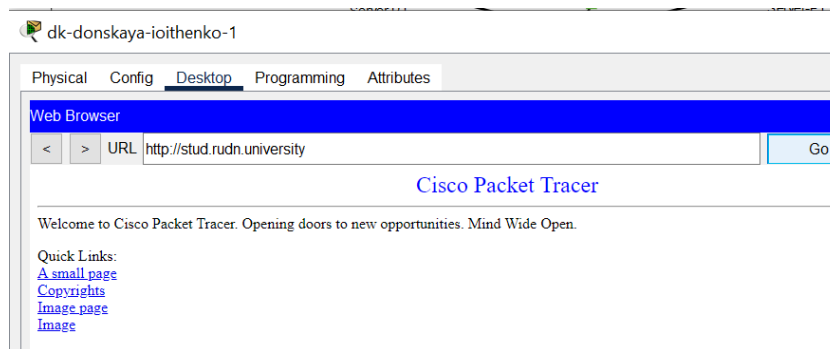 dk-donskaya-ioithenko-1
Physical Config Desktop Programming Attributes
Web Browser
< > URL http://stud.rudn.university Go
Cisco Packet Tracer
Welcome to Cisco Packet Tracer. Opening doors to new opportunities. Mind Wide Open.
Quick Links:
A small page
Copyrights
Image page
Image